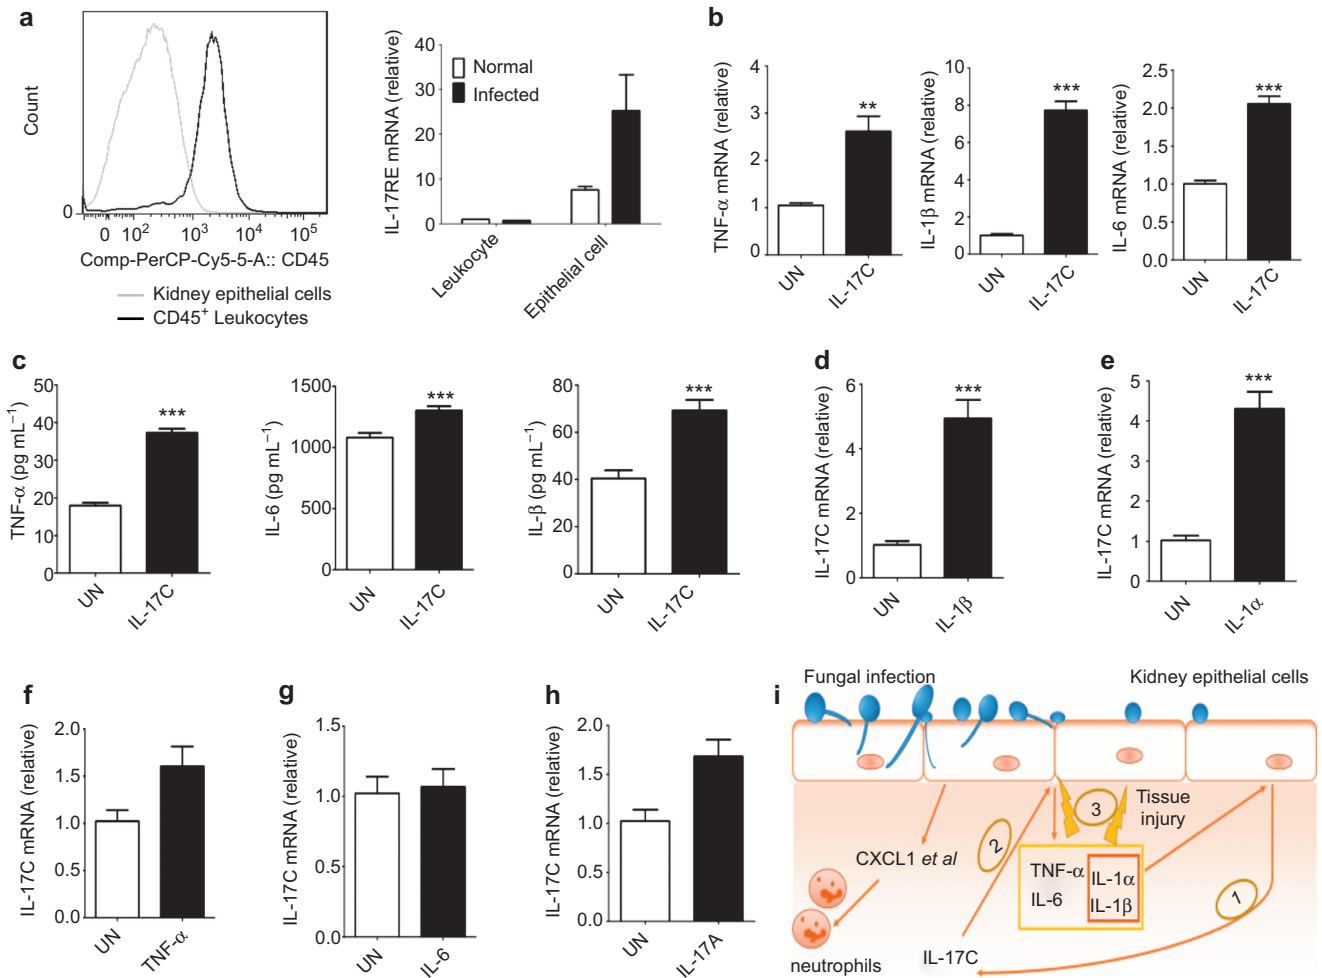 a
Count
0
0 10² 10³ 10⁴ 10⁵
Comp-PerCP-Cy5-5-A:: CD45
Kidney epithelial cells
CD45⁺ Leukocytes
IL-17RE mRNA (relative)
40
30
20
10
0
Normal
Infected
Leukocyte
Epithelial cell
b
TNF-α mRNA (relative)
4
3
2
1
0
**
UN
IL-17C
IL-1β mRNA (relative)
10
8
6
4
2
0
***
UN
IL-17C
IL-6 mRNA (relative)
2.5
2.0
1.5
1.0
0.5
0.0
***
UN
IL-17C
c
TNF-α (pg mL⁻¹)
50
40
30
20
10
0
***
UN
IL-17C
IL-6 (pg mL⁻¹)
1500
1000
500
0
***
UN
IL-17C
IL-β (pg mL⁻¹)
80
60
40
20
0
***
UN
IL-17C
d
IL-17C mRNA (relative)
6
4
2
0
***
UN
IL-1β
e
IL-17C mRNA (relative)
5
4
3
2
1
0
***
UN
IL-1α
f
IL-17C mRNA (relative)
2.0
1.5
1.0
0.5
0.0
UN
TNF-α
g
IL-17C mRNA (relative)
1.5
1.0
0.5
0.0
UN
IL-6
h
IL-17C mRNA (relative)
2.0
1.5
1.0
0.5
0.0
UN
IL-17A
i
Fungal infection
Kidney epithelial cells
3
Tissue
injury
2
CXCL1 et al
TNF-α
IL-6
IL-1α
IL-1β
1
IL-17C
neutrophils